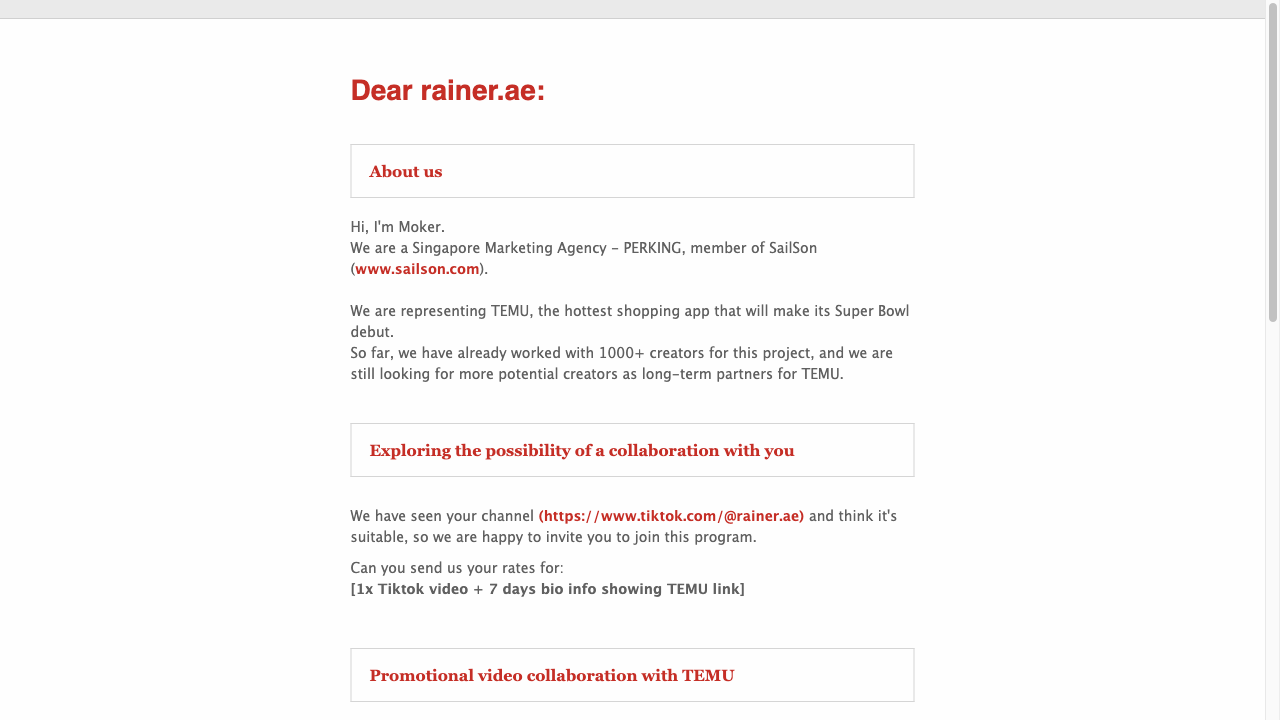 Dear rainer.ae:
About us
Hi, I'm Moker.
We are a Singapore Marketing Agency – PERKING, member of SailSon
(www.sailson.com).
We are representing TEMU, the hottest shopping app that will make its Super Bowl
debut.
So far, we have already worked with 1000+ creators for this project, and we are
still looking for more potential creators as long-term partners for TEMU.
Exploring the possibility of a collaboration with you
We have seen your channel (https://www.tiktok.com/@rainer.ae) and think it's
suitable, so we are happy to invite you to join this program.
Can you send us your rates for:
[1x Tiktok video + 7 days bio info showing TEMU link]
Promotional video collaboration with TEMU